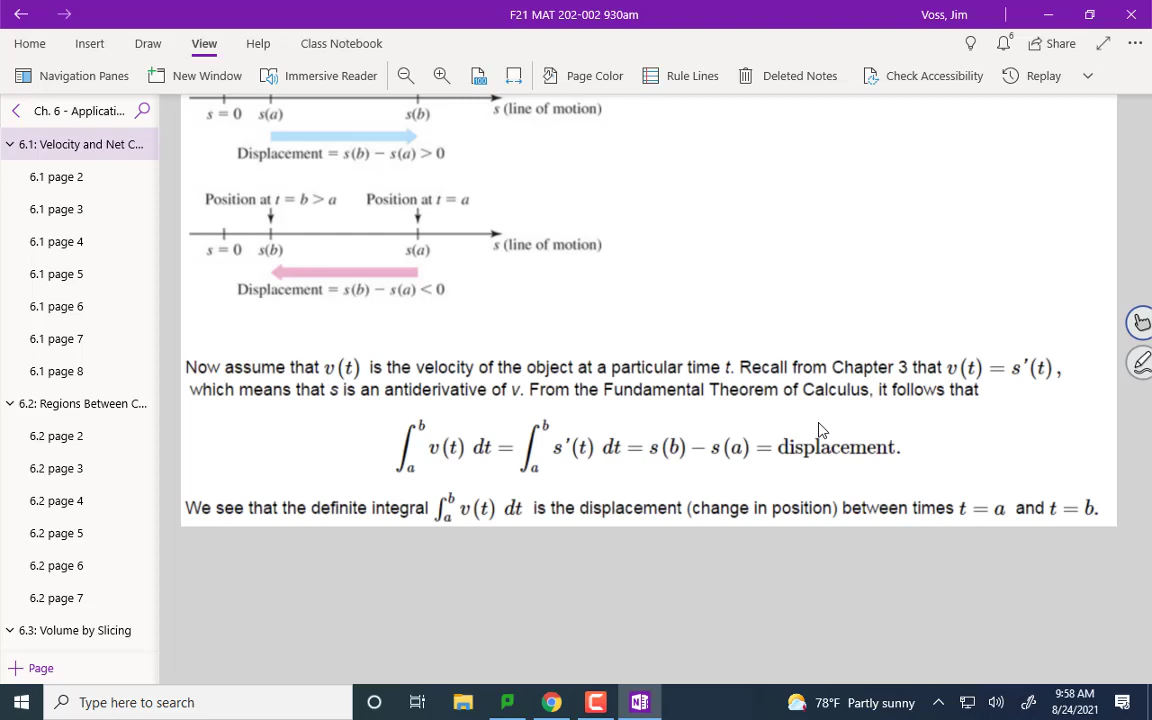 F21 MAT 202-002 930am
Voss, Jim
Home Insert Draw View Help Class Notebook
6
Share
Navigation Panes New Window Immersive Reader Page Color Rule Lines Deleted Notes Check Accessibility Replay
Ch. 6 - Applicati...
6.1: Velocity and Net C...
6.1 page 2
6.1 page 3
6.1 page 4
6.1 page 5
6.1 page 6
6.1 page 7
6.1 page 8
6.2: Regions Between C...
6.2 page 2
6.2 page 3
6.2 page 4
6.2 page 5
6.2 page 6
6.2 page 7
6.3: Volume by Slicing
Page
s = 0 s(a) s(b) s (line of motion)
Displacement = s(b) − s(a) > 0
Position at t = b > a Position at t = a
s = 0 s(b) s(a) s (line of motion)
Displacement = s(b) − s(a) < 0
Now assume that v(t) is the velocity of the object at a particular time t. Recall from Chapter 3 that v(t) = s'(t),
which means that s is an antiderivative of v. From the Fundamental Theorem of Calculus, it follows that
∫_a^b v(t) dt = ∫_a^b s'(t) dt = s(b) − s(a) = displacement.
We see that the definite integral ∫_a^b v(t) dt is the displacement (change in position) between times t = a and t = b.
Type here to search
78°F Partly sunny
9:58 AM
8/24/2021